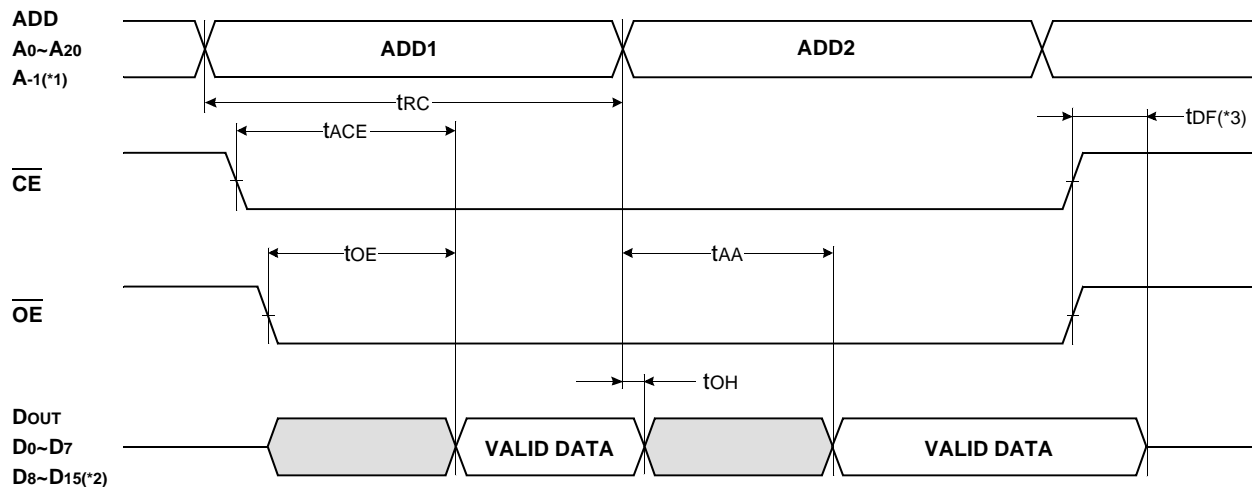 ADD
A0~A20
A-1(*1)
ADD1
ADD2
tRC
tACE
tDF(*3)
CE
tOE
tAA
OE
tOH
DOUT
D0~D7
D8~D15(*2)
VALID DATA
VALID DATA